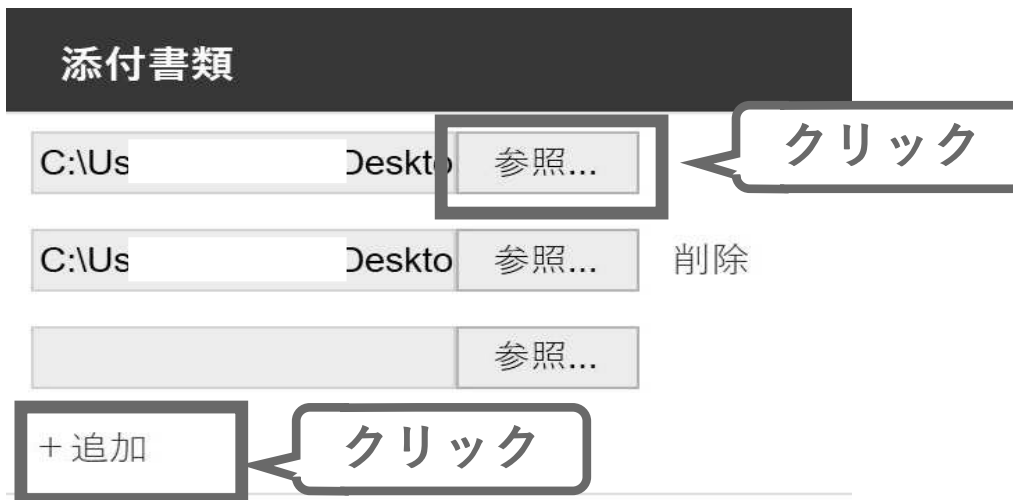 添付書類
C:\Us Deskto 参照... クリック
C:\Us Deskto 参照... 削除
参照...
+追加 クリック